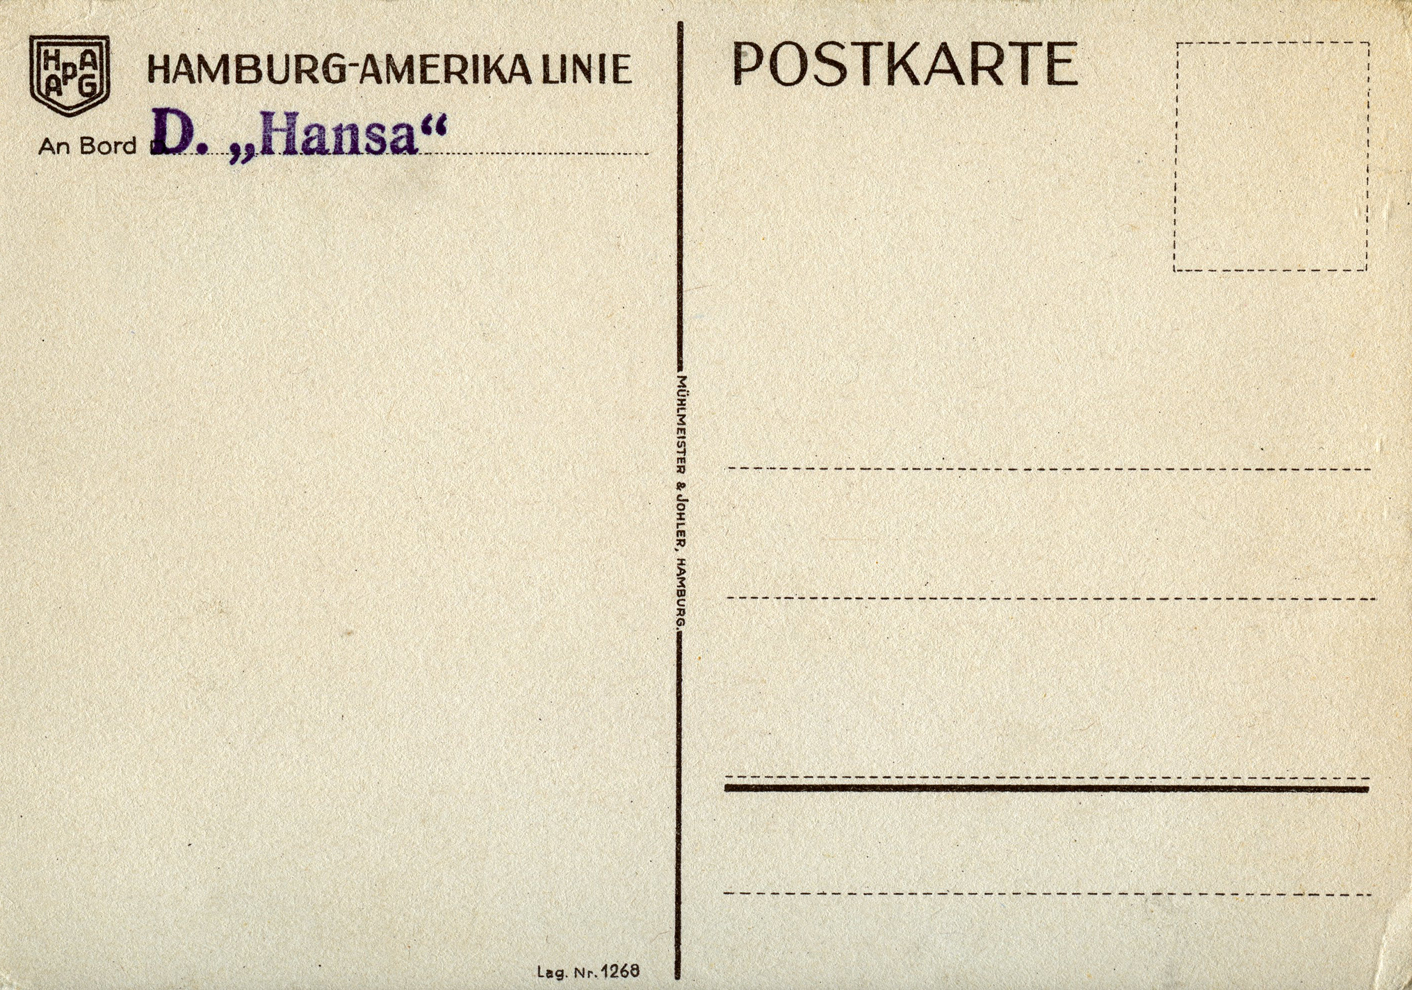 HAPAG
HAMBURG-AMERIKA LINIE
An Bord D. „Hansa“
POSTKARTE
MÜHLMEISTER & JOHLER, HAMBURG.
Lag. Nr. 1268